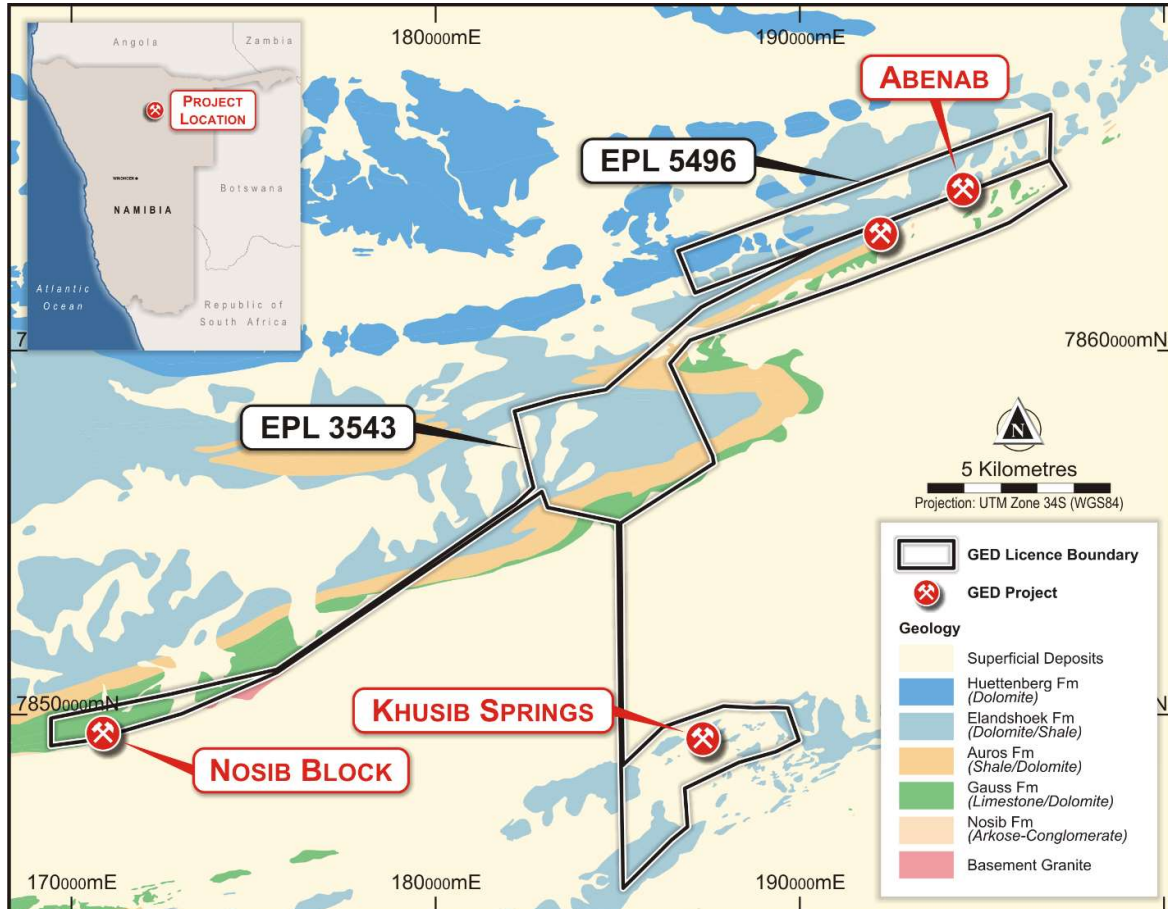 180000mE
190000mE
Angola
Zambia
PROJECT
LOCATION
WINDHOEK
NAMIBIA
Botswana
Atlantic
Ocean
Republic of
South Africa
ABENAB
EPL 5496
7860000mN
EPL 3543
N
5 Kilometres
Projection: UTM Zone 34S (WGS84)
7850000mN
KHUSIB SPRINGS
NOSIB BLOCK
170000mE
180000mE
190000mE
GED Licence Boundary
GED Project
Geology
Superficial Deposits
Huettenberg Fm
(Dolomite)
Elandshoek Fm
(Dolomite/Shale)
Auros Fm
(Shale/Dolomite)
Gauss Fm
(Limestone/Dolomite)
Nosib Fm
(Arkose-Conglomerate)
Basement Granite